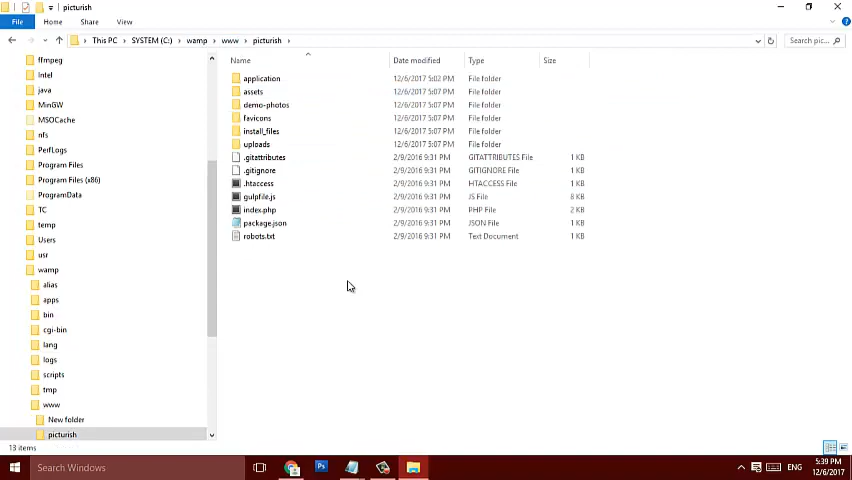 picturish
File Home Share View
This PC SYSTEM (C:) wamp www picturish Search pic...
Name Date modified Type Size
application 12/6/2017 5:02 PM File folder
assets 12/6/2017 5:07 PM File folder
demo-photos 12/6/2017 5:07 PM File folder
favicons 12/6/2017 5:07 PM File folder
install_files 12/6/2017 5:07 PM File folder
uploads 12/6/2017 5:07 PM File folder
.gitattributes 2/9/2016 9:31 PM GITATTRIBUTES File 1 KB
.gitignore 2/9/2016 9:31 PM GITIGNORE File 1 KB
.htaccess 2/9/2016 9:31 PM HTACCESS File 1 KB
gulpfile.js 2/9/2016 9:31 PM JS File 8 KB
index.php 2/9/2016 9:31 PM PHP File 2 KB
package.json 2/9/2016 9:31 PM JSON File 1 KB
robots.txt 2/9/2016 9:31 PM Text Document 1 KB
ffmpeg
Intel
java
MinGW
MSOCache
nfs
PerfLogs
Program Files
Program Files (x86)
ProgramData
TC
temp
Users
usr
wamp
alias
apps
bin
cgi-bin
lang
logs
scripts
tmp
www
New folder
picturish
13 items
Search Windows
ENG
5:39 PM
12/6/2017